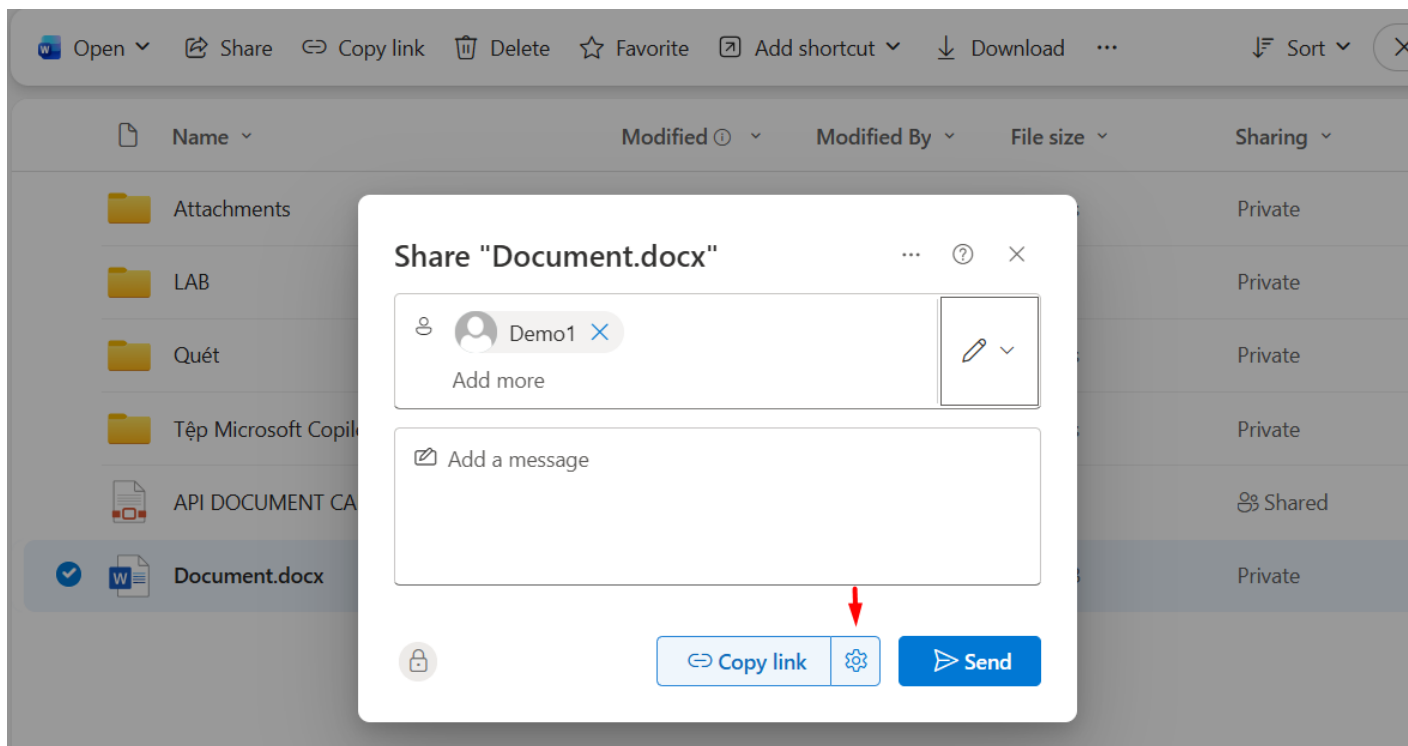 Open Share Copy link Delete Favorite Add shortcut Download ... Sort
Name Modified Modified By File size Sharing
Attachments Private
LAB Private
Quét Private
Tệp Microsoft Private
API DOCUMENT Shared
Document.docx Private
Share "Document.docx" ...
Demo1
Add more
Add a message
Copy link Send